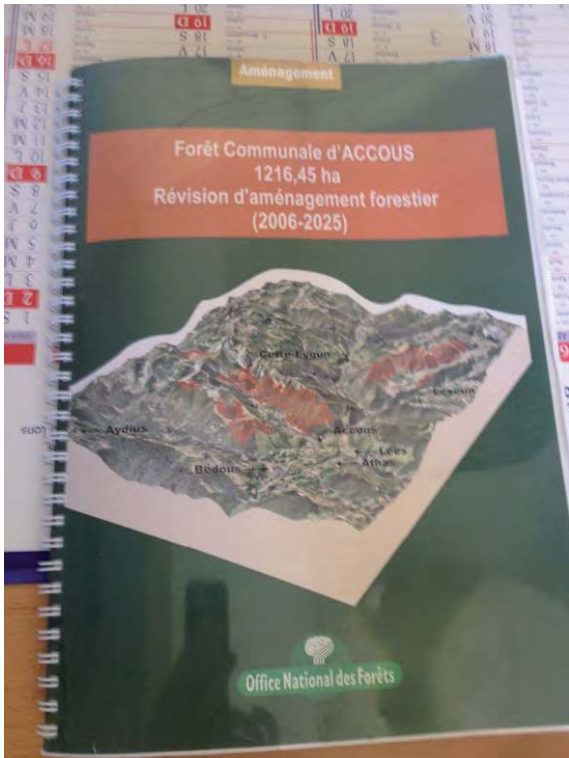 Aménagement
Forêt Communale d'ACCOUS
1216,45 ha
Révision d'aménagement forestier
(2006-2025)
Cette-Eygun
Lescun
Aydius
Accous
Lées
Athas
Bedous
Office National des Forêts